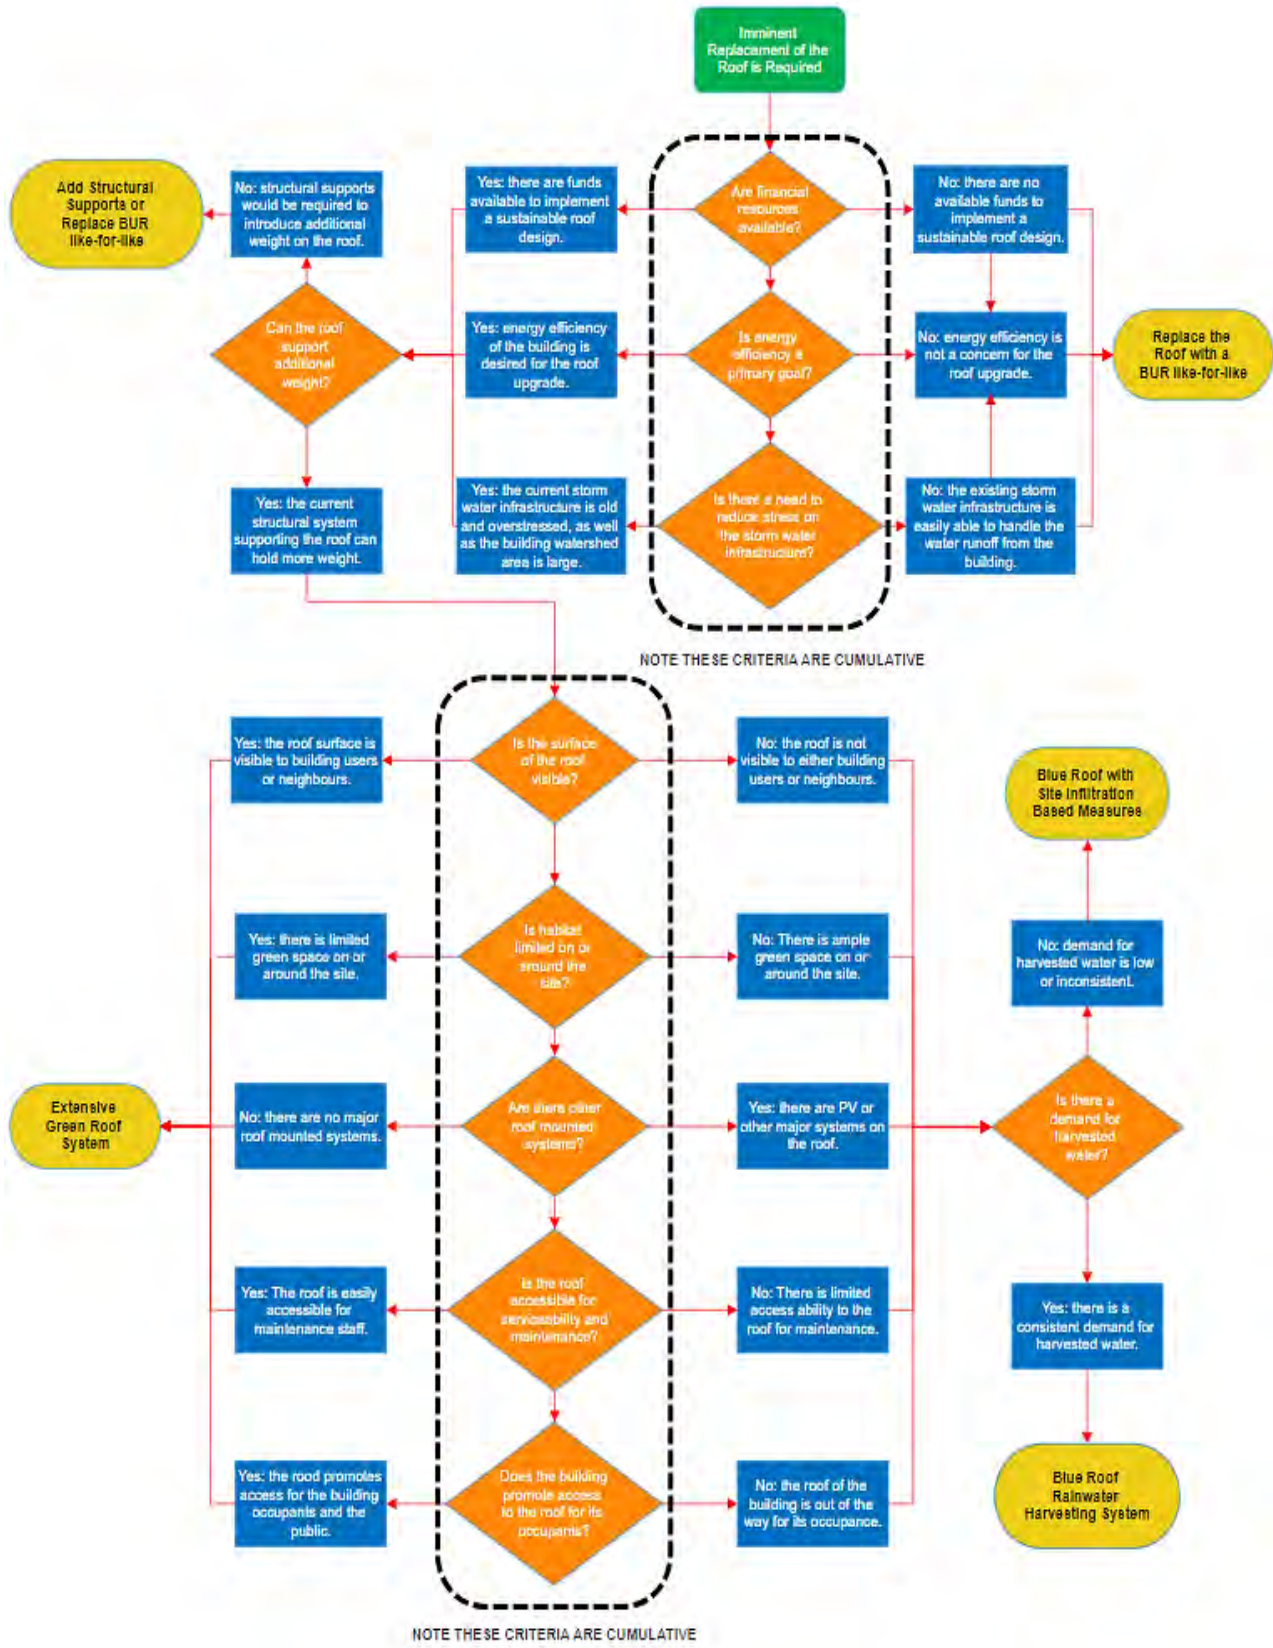 Imminent
Replacement of the
Roof is Required
Add Structural
Supports or
Replace BUR
like-for-like
No: structural supports
would be required to
introduce additional
weight on the roof.
Yes: there are funds
available to implement
a sustainable roof
design.
Are financial
resources
available?
No: there are no
available funds to
implement a
sustainable roof design.
Can the roof
support
additional
weight?
Yes: energy efficiency
of the building is
desired for the roof
upgrade.
Is energy
efficiency a
primary goal?
No: energy efficiency is
not a concern for the
roof upgrade.
Replace the
Roof with a
BUR like-for-like
Yes: the current
structural system
supporting the roof can
hold more weight.
Yes: the current storm
water infrastructure is old
and overstressed, as well
as the building watershed
area is large.
Is there a need to
reduce stress on
the storm water
infrastructure?
No: the existing storm
water infrastructure is
easily able to handle the
water runoff from the
building.
NOTE THESE CRITERIA ARE CUMULATIVE
Yes: the roof surface is
visible to building users
or neighbours.
Is the surface
of the roof
visible?
No: the roof is not
visible to either building
users or neighbours.
Blue Roof with
Site Infiltration
Based Measures
Yes: there is limited
green space on or
around the site.
Is habitat
limited on or
around the
site?
No: There is ample
green space on or
around the site.
No: demand for
harvested water is low
or inconsistent.
Extensive
Green Roof
System
No: there are no major
roof mounted systems.
Are there other
roof mounted
systems?
Yes: there are PV or
other major systems on
the roof.
Is there a
demand for
harvested
water?
Yes: The roof is easily
accessible for
maintenance staff.
Is the roof
accessible for
serviceability and
maintenance?
No: There is limited
access ability to the
roof for maintenance.
Yes: there is a
consistent demand for
harvested water.
Yes: the rood promotes
access for the building
occupants and the
public.
Does the building
promote access
to the roof for its
occupants?
No: the roof of the
building is out of the
way for its occupance.
Blue Roof
Rainwater
Harvesting System
NOTE THESE CRITERIA ARE CUMULATIVE